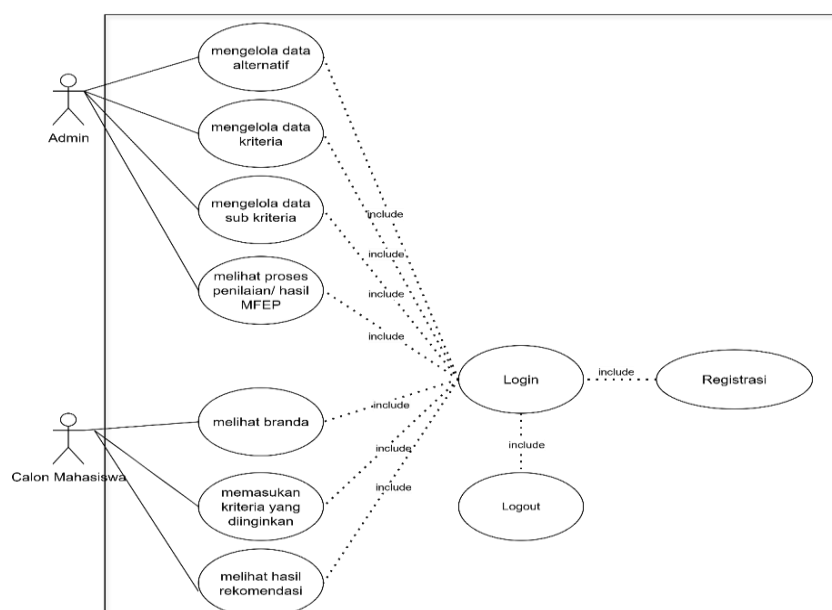 mengelola data
alternatif
Admin
mengelola data
kriteria
mengelola data
sub kriteria
include
include
melihat proses
penilaian/ hasil
MFEP
include
include
Login
include
Registrasi
melihat branda
include
Calon Mahasiswa
include
include
memasukan
kriteria yang
diinginkan
include
Logout
melihat hasil
rekomendasi